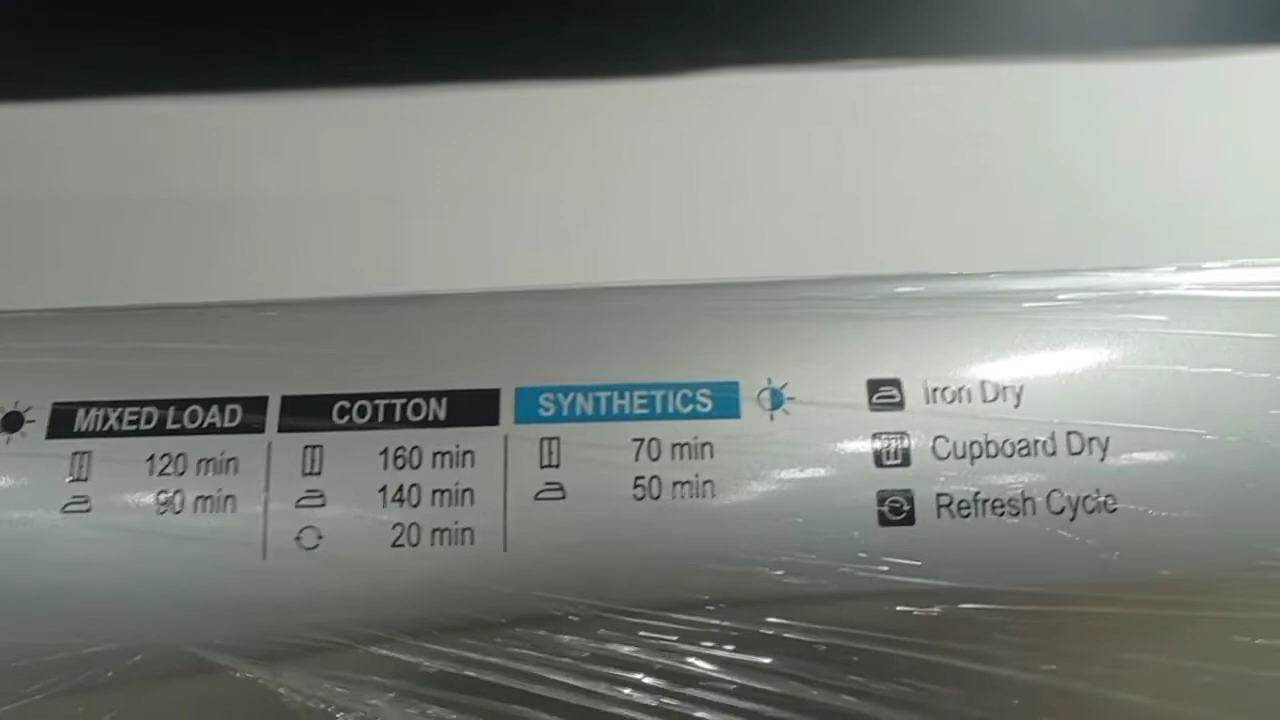 MIXED LOAD
120 min
90 min
COTTON
160 min
140 min
20 min
SYNTHETICS
70 min
50 min
Iron Dry
Cupboard Dry
Refresh Cycle